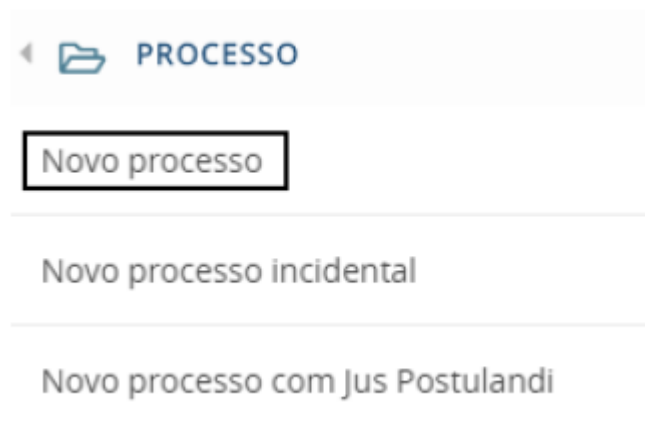 PROCESSO
Novo processo
Novo processo incidental
Novo processo com Jus Postulandi